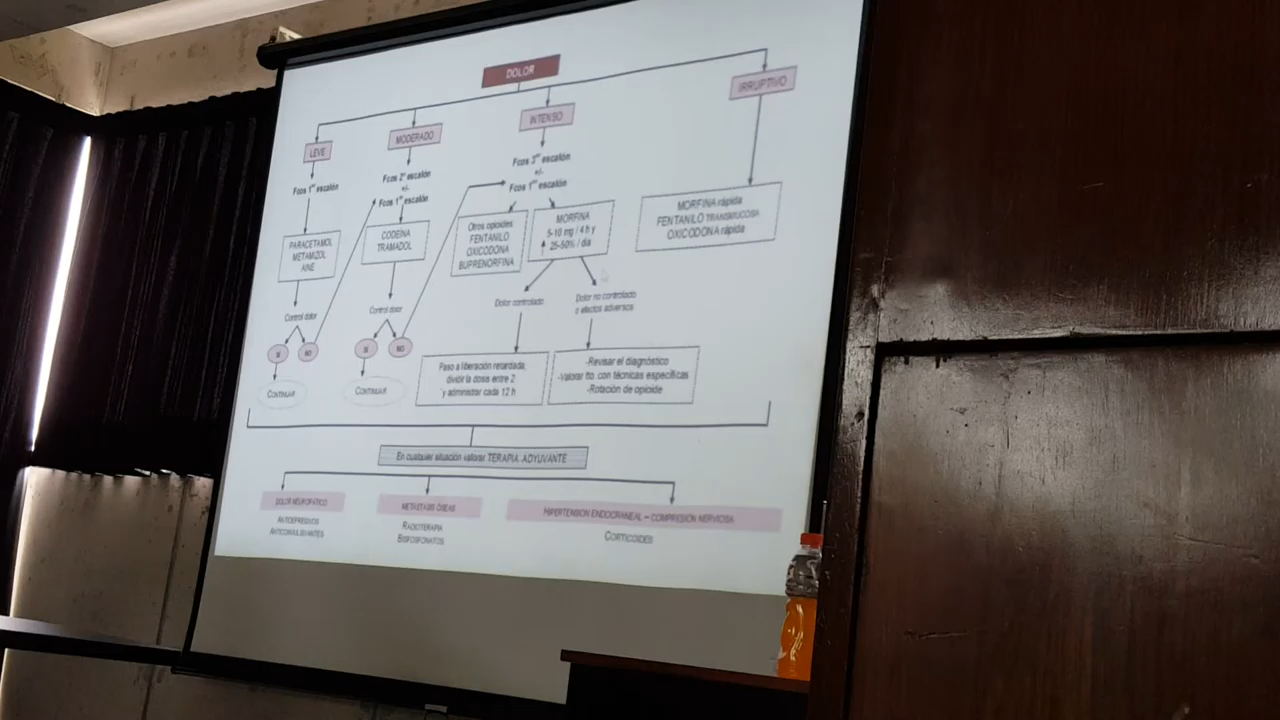 DOLOR
LEVE
Fcos 1er escalón
PARACETAMOL
METAMIZOL
AINE
Control dolor
SÍ
NO
CONTINUAR
MODERADO
Fcos 2º escalón
+/-
Fcos 1er escalón
CODEÍNA
TRAMADOL
Control dolor
SÍ
NO
CONTINUAR
INTENSO
Fcos 3er escalón
+/-
Fcos 1er escalón
Otros opioides
FENTANILO
OXICODONA
BUPRENORFINA
MORFINA
5-10 mg / 4 h y
25-50% / día
Dolor controlado
Dolor no controlado
o efectos adversos
Paso a liberación retardada,
dividir la dosis entre 2
y administrar cada 12 h
-Revisar el diagnóstico
-Valorar tto. con técnicas específicas
-Rotación de opioide
IRRUPTIVO
MORFINA rápida
FENTANILO TRANSMUCOSA
OXICODONA rápida
En cualquier situación valorar TERAPIA ADYUVANTE
DOLOR NEUROPÁTICO
ANTIDEPRESIVOS
ANTICONVULSIVANTES
METASTASIS ÓSEAS
RADIOTERAPIA
BISFOSFONATOS
HIPERTENSION ENDOCRANEAL – COMPRESIÓN NERVIOSA
CORTICOIDES